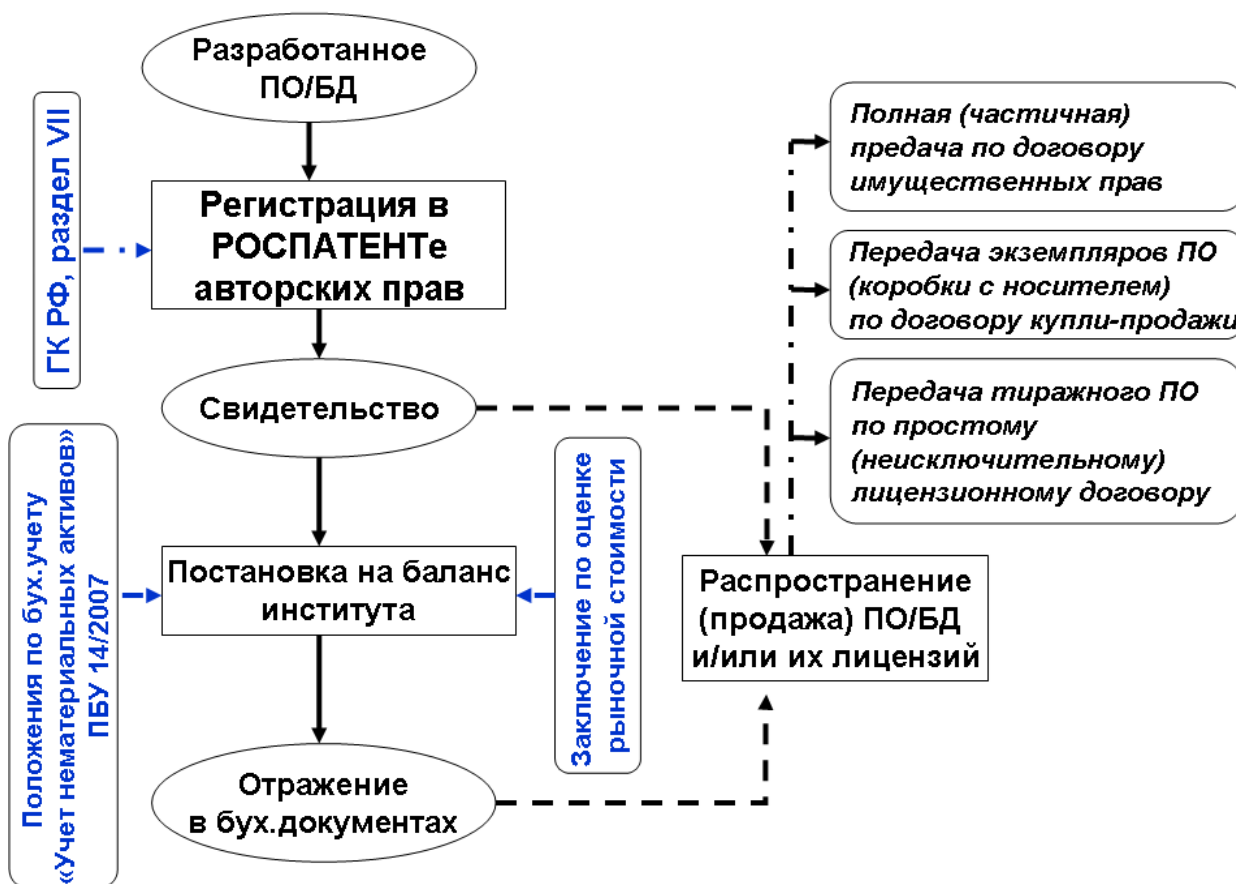 Разработанное
ПО/БД
ГК РФ, раздел VII
Регистрация в
РОСПАТЕНТе
авторских прав
Свидетельство
Положения по бух.учету
«Учет нематериальных активов»
ПБУ 14/2007
Постановка на баланс
института
Заключение по оценке
рыночной стоимости
Отражение
в бух.документах
Распространение
(продажа) ПО/БД
и/или их лицензий
Полная (частичная)
предача по договору
имущественных прав
Передача экземпляров ПО
(коробки с носителем)
по договору купли-продажи
Передача тиражного ПО
по простому
(неисключительному)
лицензионному договору